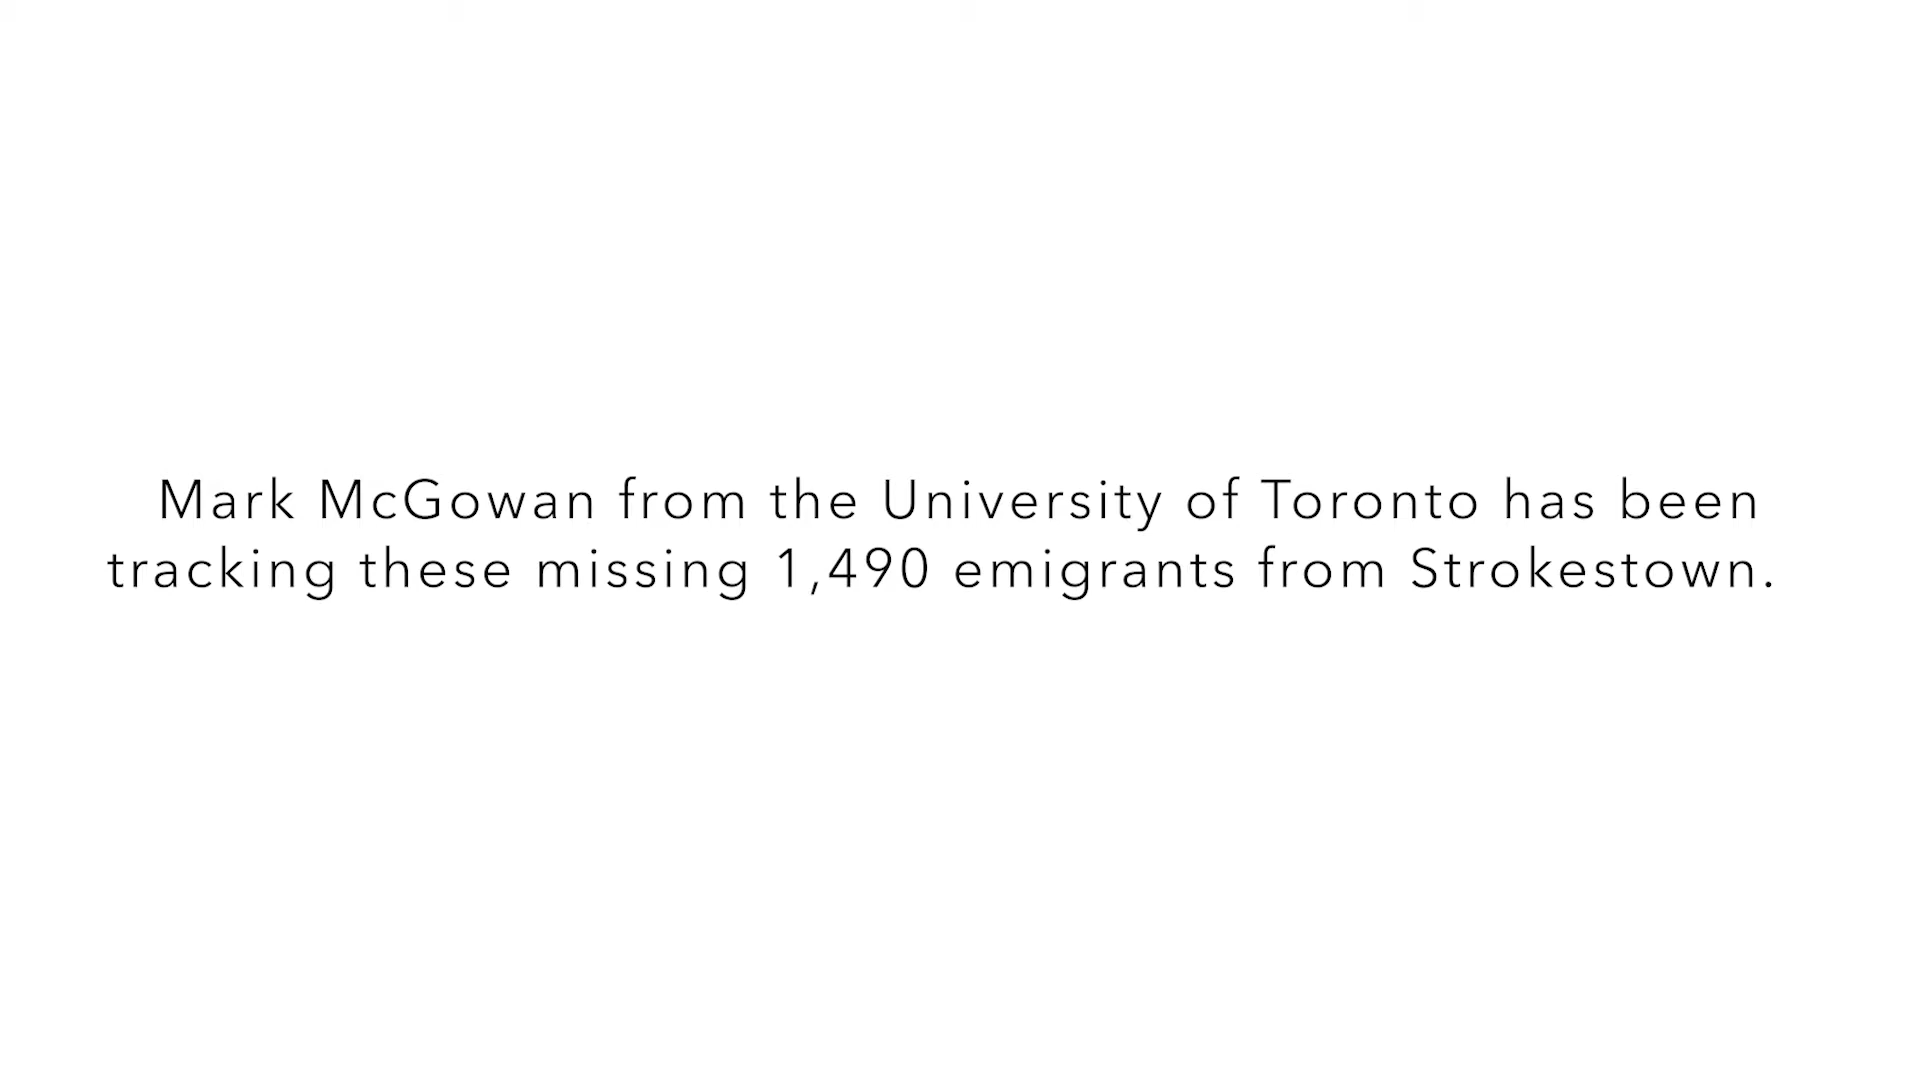 Mark McGowan from the University of Toronto has been
tracking these missing 1,490 emigrants from Strokestown.